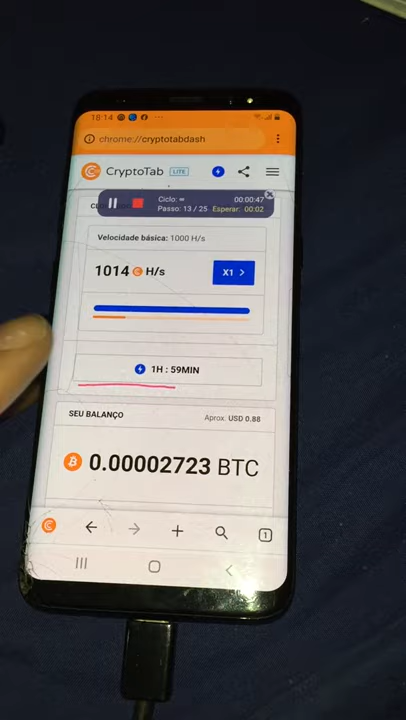 18:14
chrome://cryptotabdash
CryptoTab LITE
Ciclo: ∞ 00:00:47
Passo: 13 / 25 Esperar: 00:02
Velocidade básica: 1000 H/s
1014 H/s
X1 >
1H : 59MIN
SEU BALANÇO
Aprox. USD 0.88
0.00002723 BTC
1